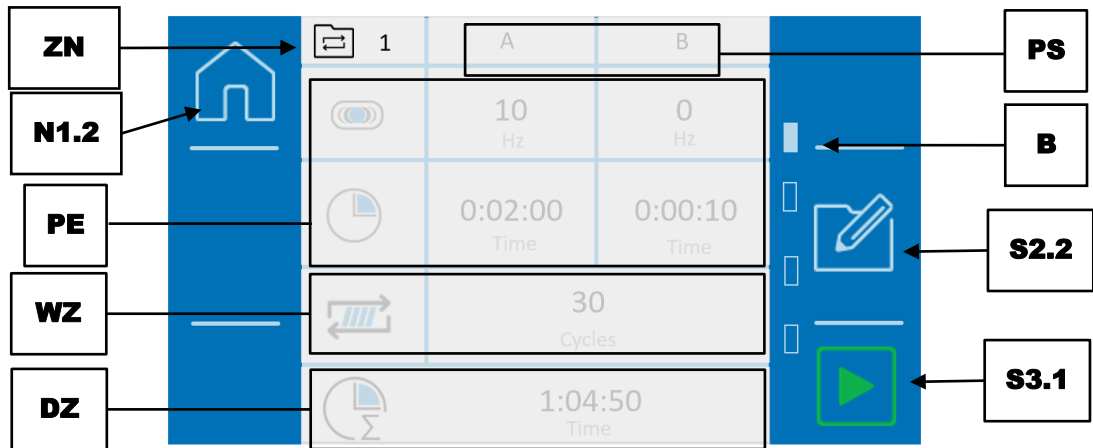 ZN
1
A
B
PS
N1.2
10
Hz
0
Hz
B
PE
0:02:00
Time
0:00:10
Time
S2.2
WZ
30
Cycles
DZ
Σ
1:04:50
Time
S3.1